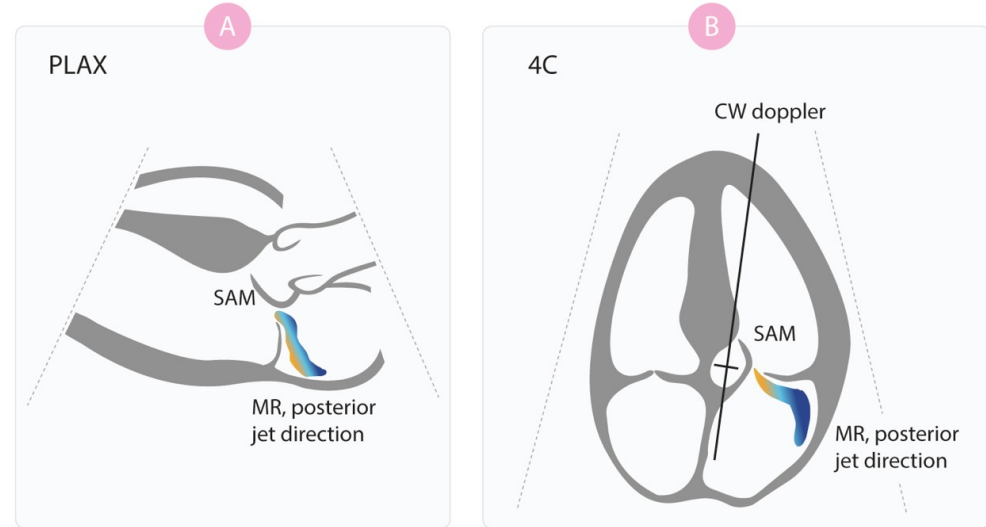 A
PLAX
SAM
MR, posterior
jet direction
B
4C
CW doppler
SAM
MR, posterior
jet direction